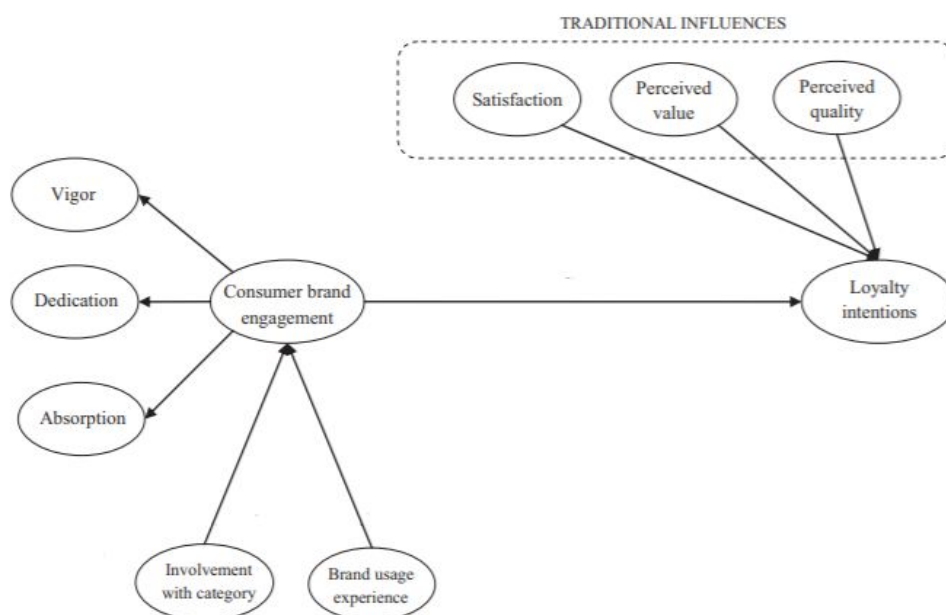 TRADITIONAL INFLUENCES
Satisfaction
Perceived
value
Perceived
quality
Vigor
Dedication
Consumer brand
engagement
Loyalty
intentions
Absorption
Involvement
with category
Brand usage
experience